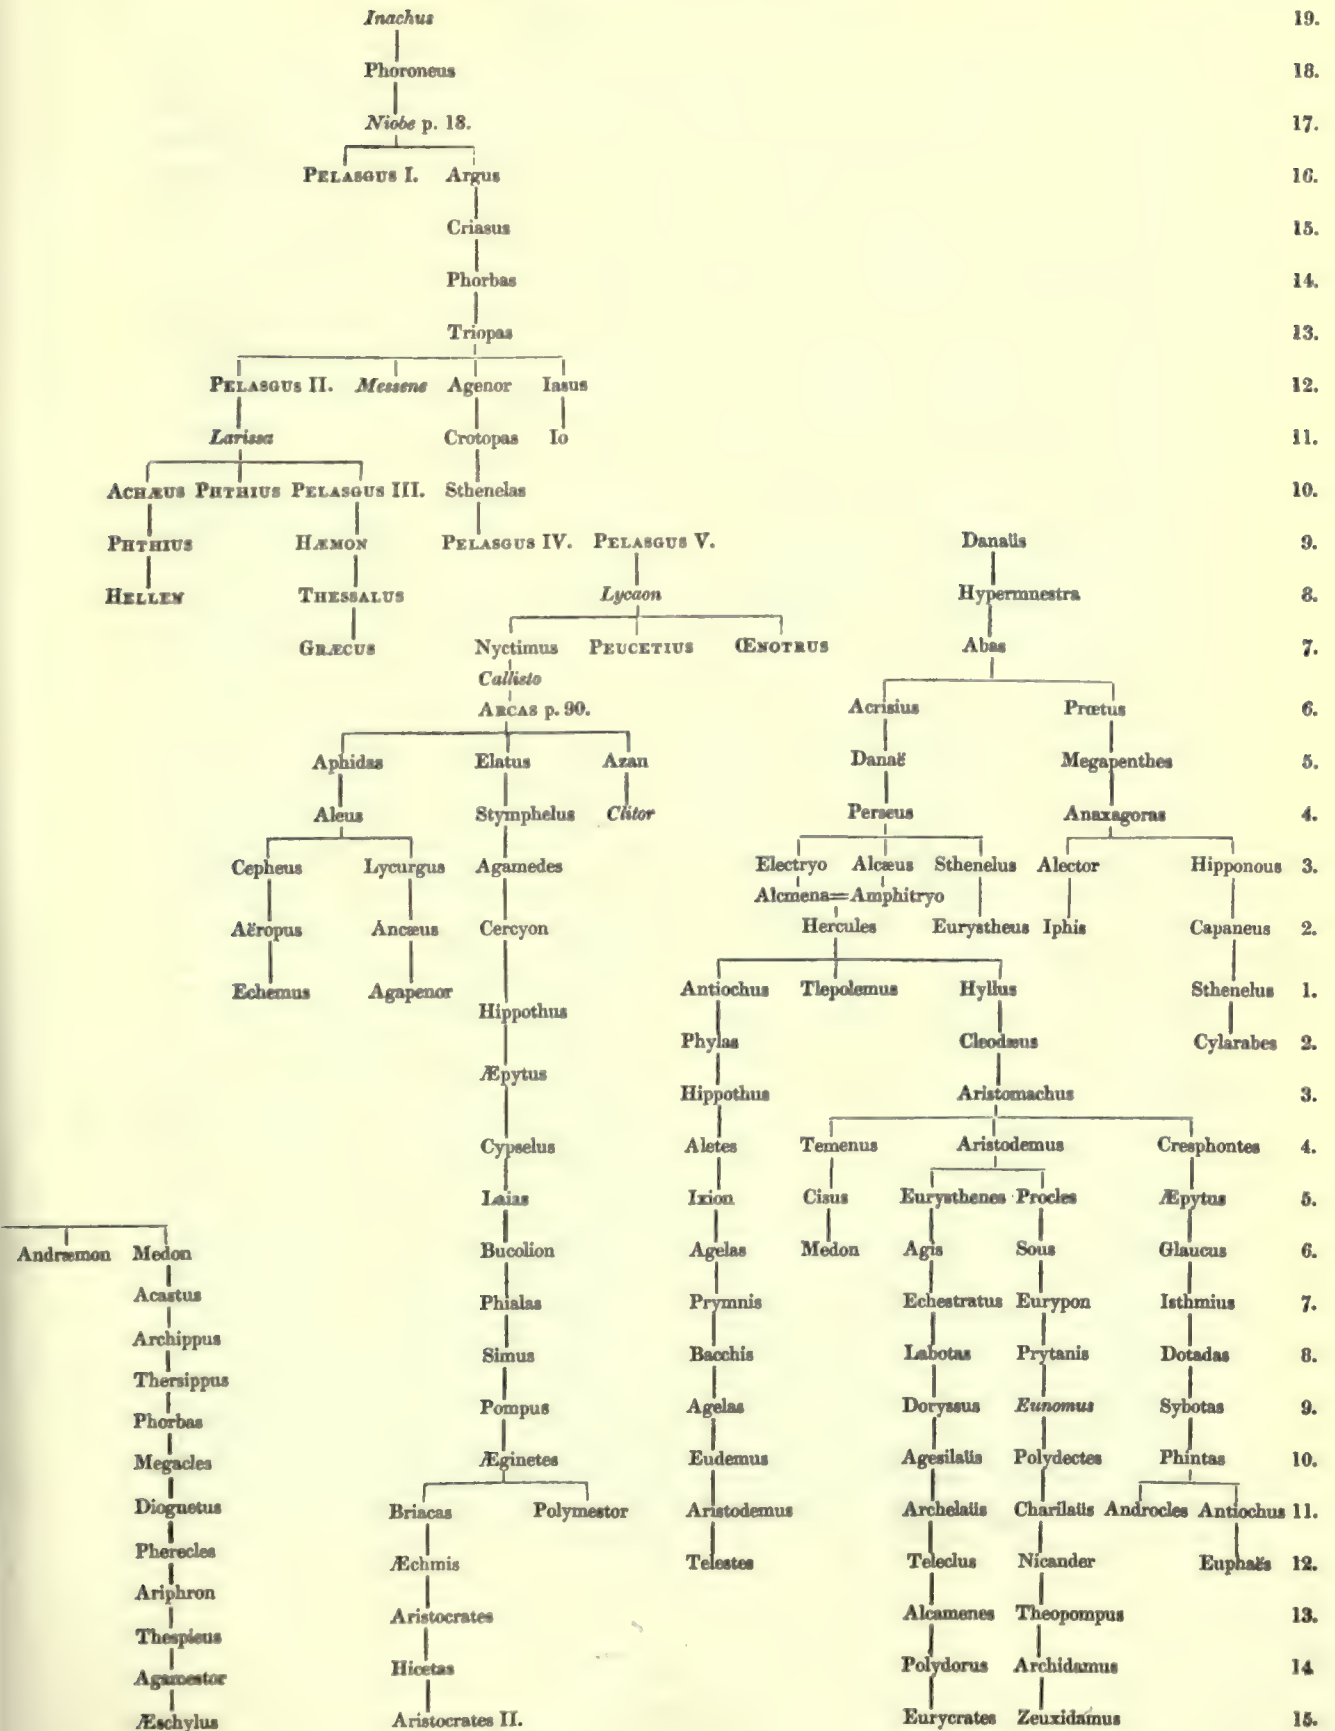 Inachus 19.
Phoroneus 18.
Niobe p. 18. 17.
PELASGUS I. Argus 16.
Criasus 15.
Phorbas 14.
Triopas 13.
PELASGUS II. Messene Agenor Iasus 12.
Larissa Crotopas Io 11.
ACHÆUS PHTHIUS PELASGUS III. Sthenelas 10.
PHTHIUS HÆMON PELASGUS IV. PELASGUS V. Danaüs 9.
HELLEN THESSALUS Lycaon Hypermnestra 8.
GRÆCUS Nyctimus PEUCETIUS ŒNOTRUS Abas 7.
Callisto
ARCAS p. 90. Acrisius Prœtus 6.
Aphidas Elatus Azan Danaë Megapenthes 5.
Aleus Stymphelus Clitor Perseus Anaxagoras 4.
Cepheus Lycurgus Agamedes Electryo Alcæus Sthenelus Alector Hipponous 3.
Alcmena=Amphitryo
Aëropus Ancæus Cercyon Hercules Eurystheus Iphis Capaneus 2.
Echemus Agapenor Antiochus Tlepolemus Hyllus Sthenelus 1.
Hippothus
Phylas Cleodæus Cylarabes 2.
Æpytus
Hippothus Aristomachus 3.
Cypselus Aletes Temenus Aristodemus Cresphontes 4.
Laias Ixion Cisus Eurysthenes Procles Æpytus 5.
Andræmon Medon Bucolion Agelas Medon Agis Sous Glaucus 6.
Acastus Phialas Prymnis Echestratus Eurypon Isthmius 7.
Archippus
Simus Bacchis Labotas Prytanis Dotadas 8.
Thersippus
Phorbas Pompus Agelas Doryssus Eunomus Sybotas 9.
Megacles Æginetes Eudemus Agesilaüs Polydectes Phintas 10.
Diognetus Briacas Polymestor Aristodemus Archelaüs Charilaüs Androcles Antiochus 11.
Pherecles Æchmis Telestes Teleclus Nicander Euphaës 12.
Ariphron
Aristocrates Alcamenes Theopompus 13.
Thespieus
Agamestor Hicetas Polydorus Archidamus 14
Æschylus Aristocrates II. Eurycrates Zeuxidamus 15.